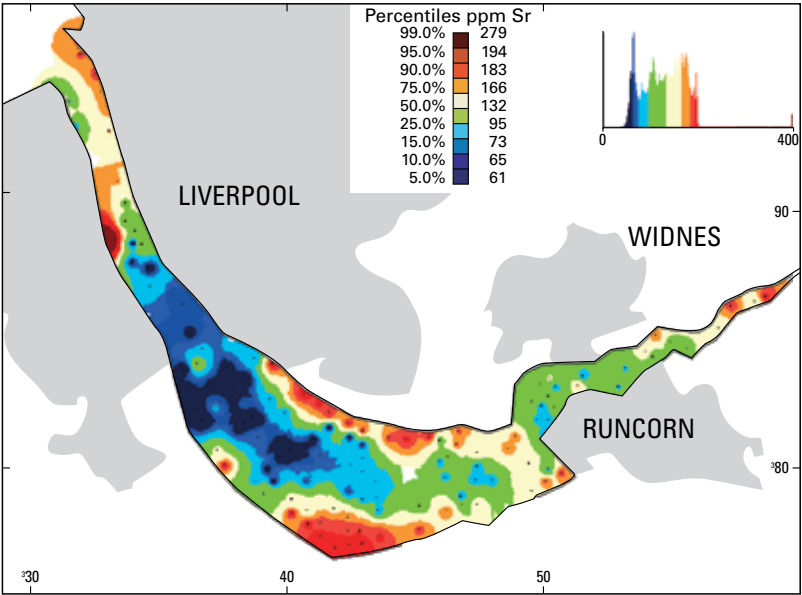 Percentiles ppm Sr
99.0% 279
95.0% 194
90.0% 183
75.0% 166
50.0% 132
25.0% 95
15.0% 73
10.0% 65
5.0% 61
0 400
LIVERPOOL
90
WIDNES
RUNCORN
³80
³30 40 50